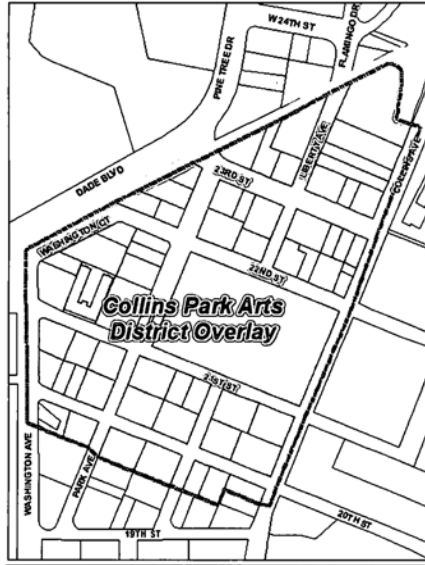 W 24TH ST
FLAMINGO DR
PINE TREE DR
DADE BLVD
LIBERTY AVE
23RD ST
COLLINS AVE
WASHINGTON CT
22ND ST
Collins Park Arts
District Overlay
21ST ST
WASHINGTON AVE
PARK AVE
20TH ST
19TH ST